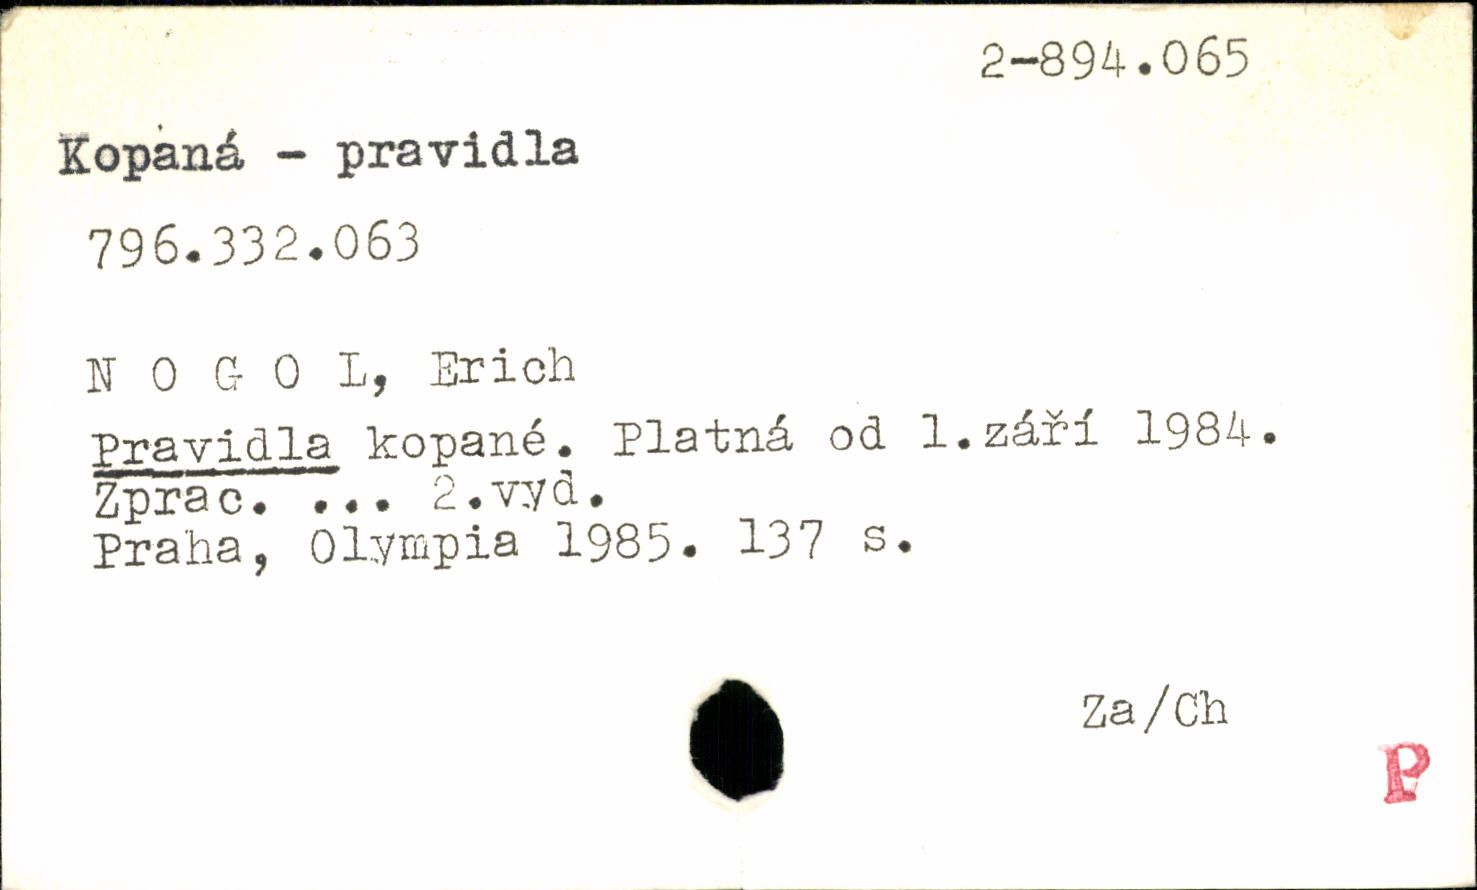 2-894.065
Kopaná - pravidla
796.332.063
N O G O L, Erich
Pravidla kopané. Platná od 1.září 1984.
Zprac. ... 2.vyd.
Praha, Olympia 1985. 137 s.
Za/Ch
P